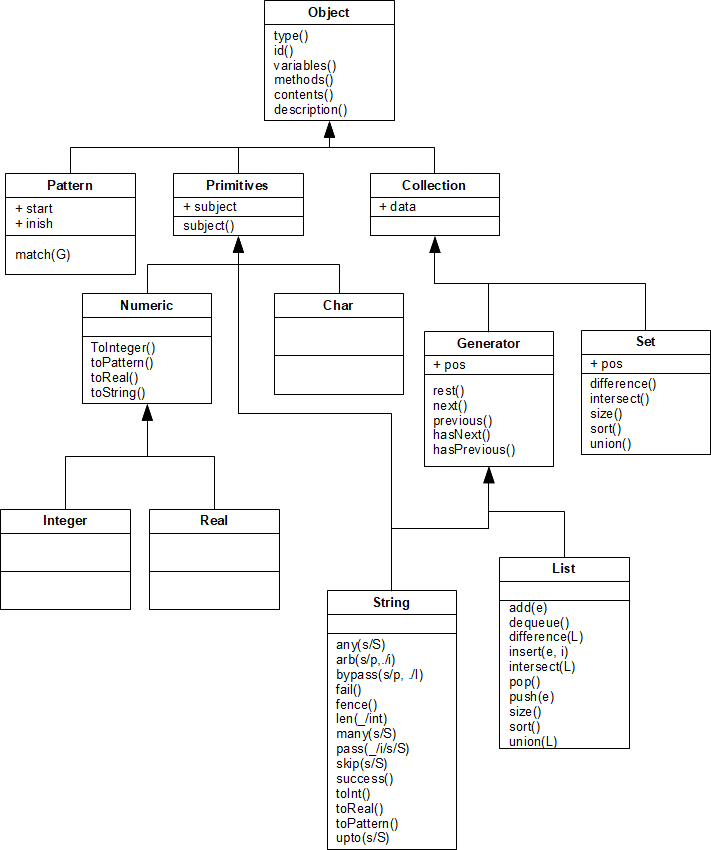 Object
type()
id()
variables()
methods()
contents()
description()
Pattern
+ start
+ inish
match(G)
Primitives
+ subject
subject()
Collection
+ data
Numeric
ToInteger()
toPattern()
toReal()
toString()
Char
Generator
+ pos
rest()
next()
previous()
hasNext()
hasPrevious()
Set
+ pos
difference()
intersect()
size()
sort()
union()
Integer
Real
String
any(s/S)
arb(s/p,./i)
bypass(s/p, ./I)
fail()
fence()
len(_/int)
many(s/S)
pass(_/i/s/S)
skip(s/S)
success()
toInt()
toReal()
toPattern()
upto(s/S)
List
add(e)
dequeue()
difference(L)
insert(e, i)
intersect(L)
pop()
push(e)
size()
sort()
union(L)